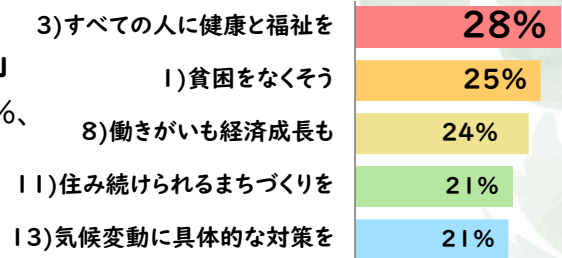 3)すべての人に健康と福祉を 28%
」
1)貧困をなくそう 25%
%、
8)働きがいも経済成長も 24%
11)住み続けられるまちづくりを 21%
13)気候変動に具体的な対策を 21%